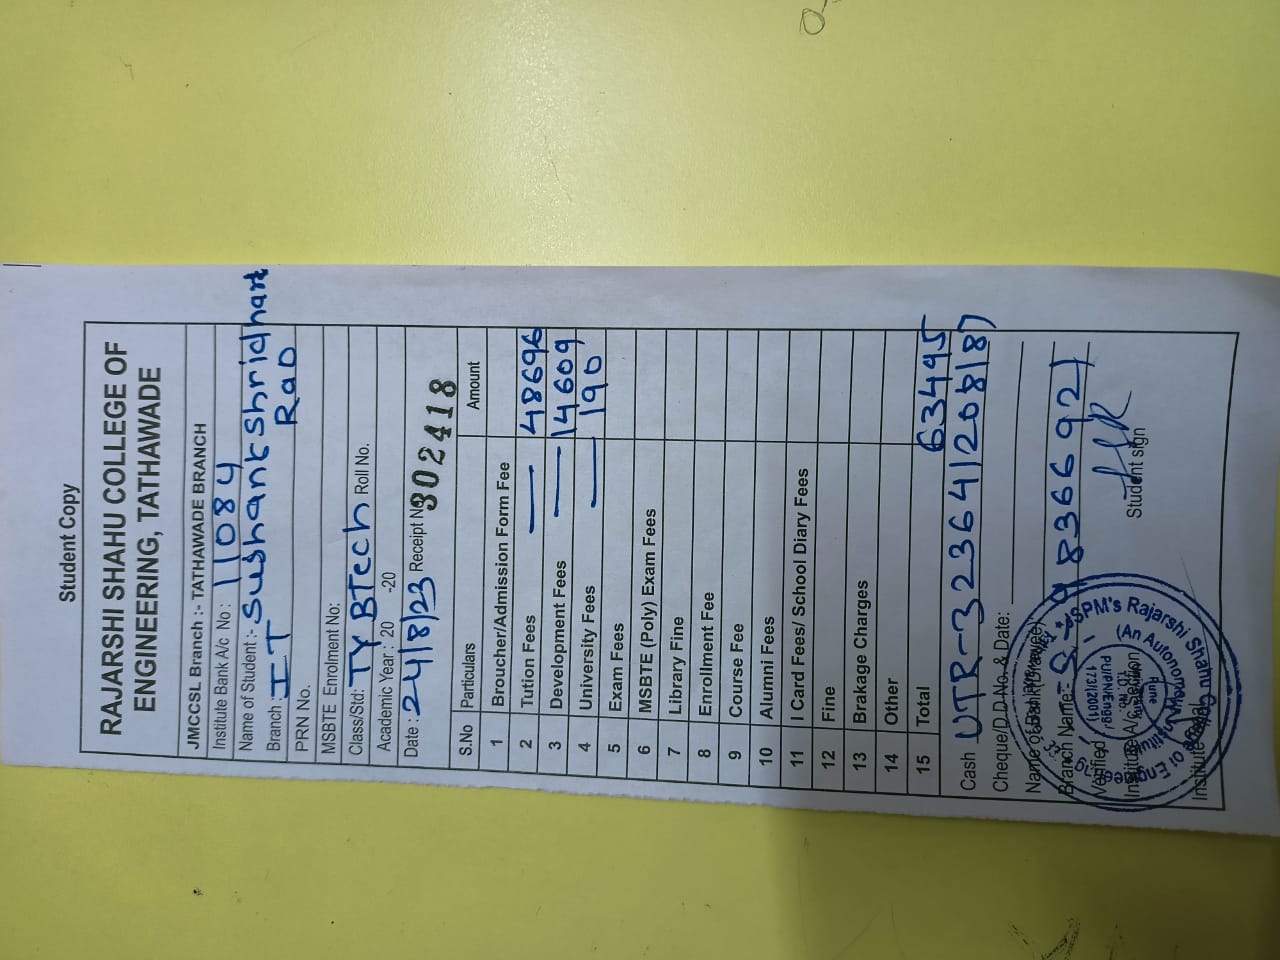 Student Copy
RAJARSHI SHAHU COLLEGE OF
ENGINEERING, TATHAWADE
JMCCSL Branch :- TATHAWADE BRANCH
Institute Bank A/c No : 11084
Name of Student:- Sushant Shridhar
Branch : IT Rao
PRN No.
MSBTE Enrolment No:
Class/Std: TY BTech Roll No.
Academic Year : 20 -20
Date : 24/8/23 Receipt No 302418
S.No Particulars Amount
1 Broucher/Admission Form Fee
2 Tution Fees — 48696
3 Development Fees — 14609
4 University Fees — 190
5 Exam Fees
6 MSBTE (Poly) Exam Fees
7 Library Fine
8 Enrollment Fee
9 Course Fee
10 Alumni Fees
11 I Card Fees/ School Diary Fees
12 Fine
13 Brakage Charges
14 Other
15 Total 63495
Cash UTR-323641208187
Cheque/D.D.No. & Date:
Name of Bank(Drawee)
Branch Name:- 9836692
Verified
Institute A/c Section Student sign
Institute
JSPM's Rajarshi Shahu College of Engineering
(An Autonomous Institute)
Pune